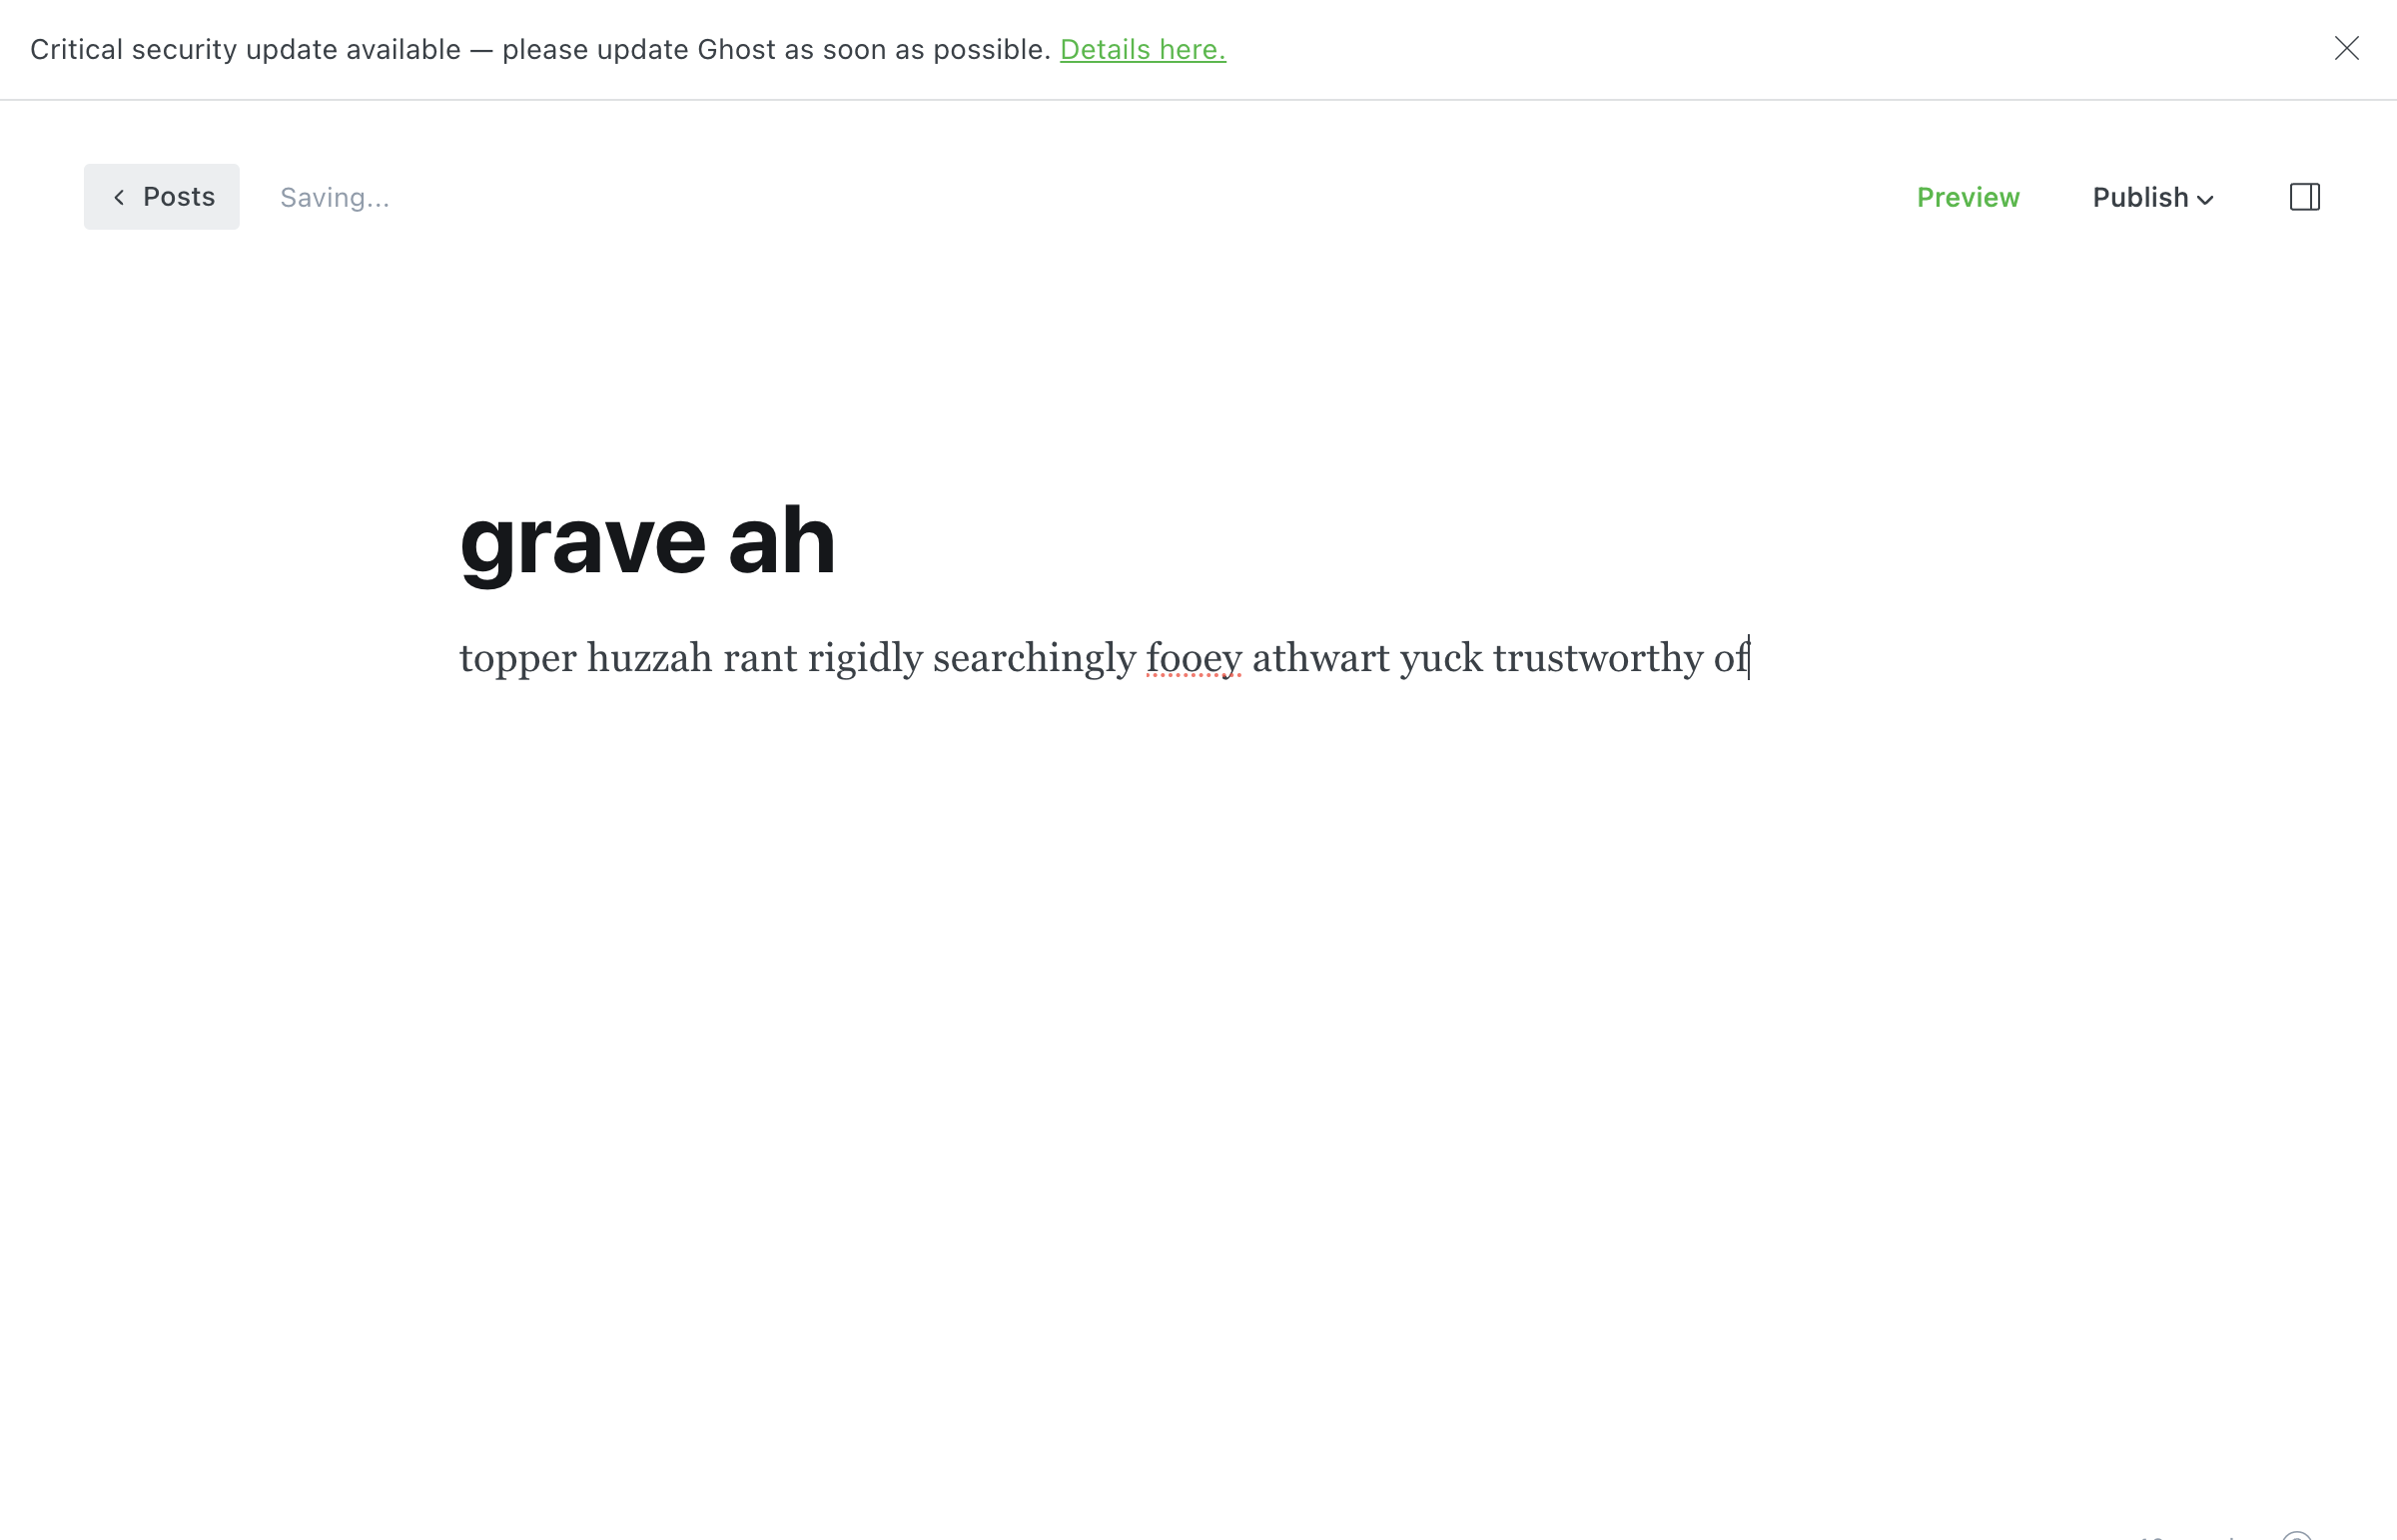 Critical security update available — please update Ghost as soon as possible. Details here.
Posts
Saving...
Preview
Publish
grave ah
topper huzzah rant rigidly searchingly fooey athwart yuck trustworthy of